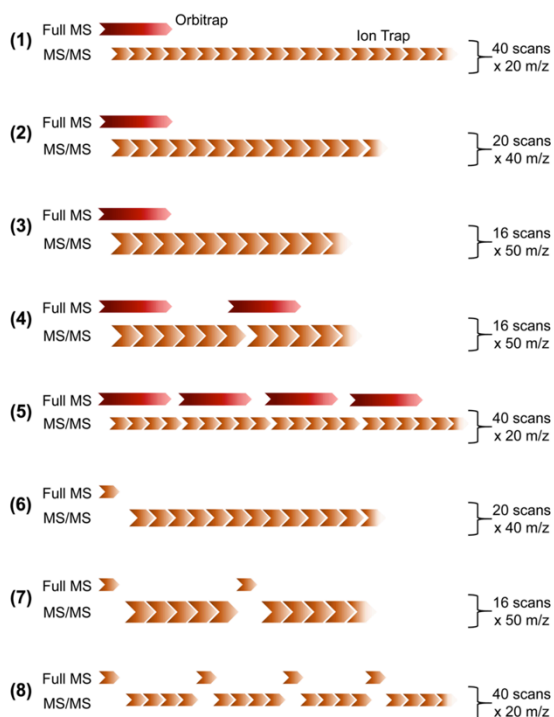 Full MS Orbitrap
(1)
MS/MS Ion Trap 40 scans
x 20 m/z
Full MS
(2)
MS/MS 20 scans
x 40 m/z
Full MS
(3)
MS/MS 16 scans
x 50 m/z
Full MS
(4)
MS/MS 16 scans
x 50 m/z
Full MS
(5)
MS/MS 40 scans
x 20 m/z
Full MS
(6)
MS/MS 20 scans
x 40 m/z
Full MS
(7)
MS/MS 16 scans
x 50 m/z
Full MS
(8)
MS/MS 40 scans
x 20 m/z